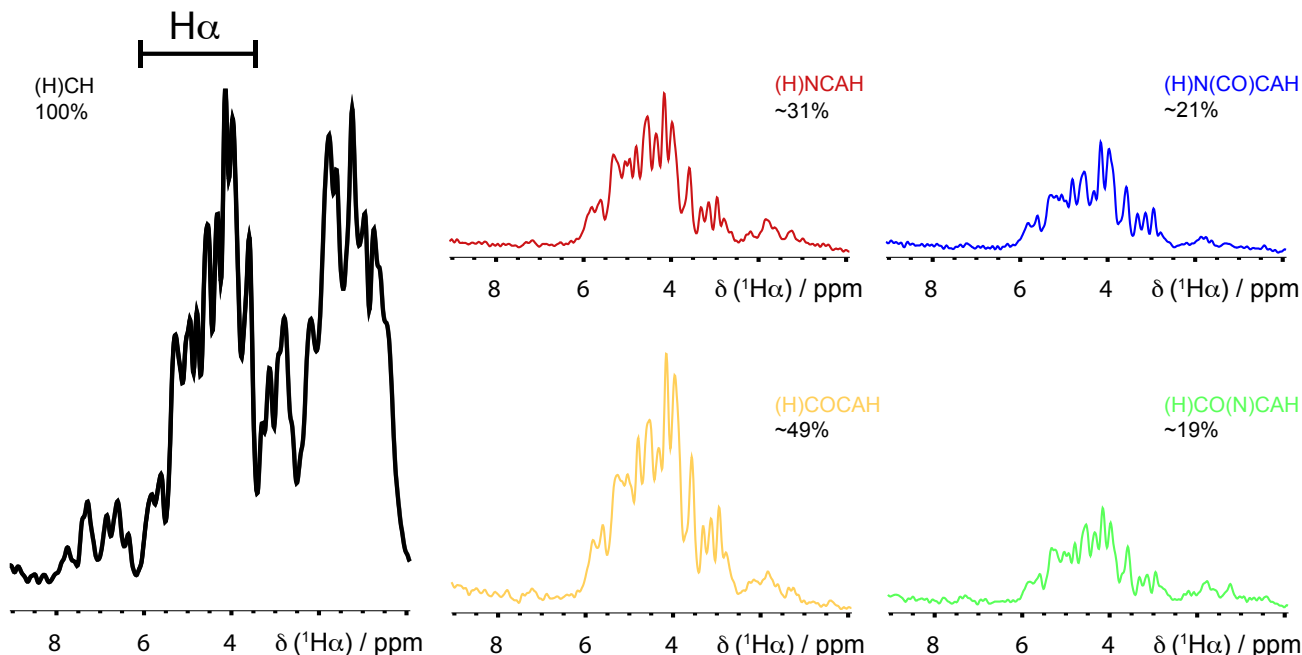 Hα
(H)CH
100%
8 6 4 δ (¹Hα) / ppm
(H)NCAH
~31%
8 6 4 δ (¹Hα) / ppm
(H)N(CO)CAH
~21%
8 6 4 δ (¹Hα) / ppm
(H)COCAH
~49%
8 6 4 δ (¹Hα) / ppm
(H)CO(N)CAH
~19%
8 6 4 δ (¹Hα) / ppm